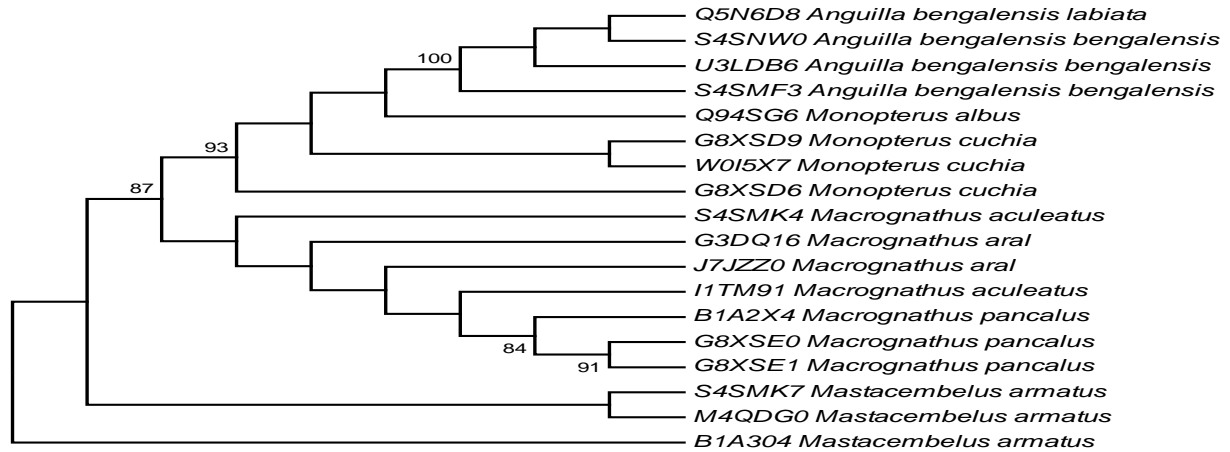 Q5N6D8 Anguilla bengalensis labiata
S4SNW0 Anguilla bengalensis bengalensis
100
U3LDB6 Anguilla bengalensis bengalensis
S4SMF3 Anguilla bengalensis bengalensis
Q94SG6 Monopterus albus
G8XSD9 Monopterus cuchia
93
W0I5X7 Monopterus cuchia
87
G8XSD6 Monopterus cuchia
S4SMK4 Macrognathus aculeatus
G3DQ16 Macrognathus aral
J7JZZ0 Macrognathus aral
I1TM91 Macrognathus aculeatus
B1A2X4 Macrognathus pancalus
84
G8XSE0 Macrognathus pancalus
91
G8XSE1 Macrognathus pancalus
S4SMK7 Mastacembelus armatus
M4QDG0 Mastacembelus armatus
B1A304 Mastacembelus armatus